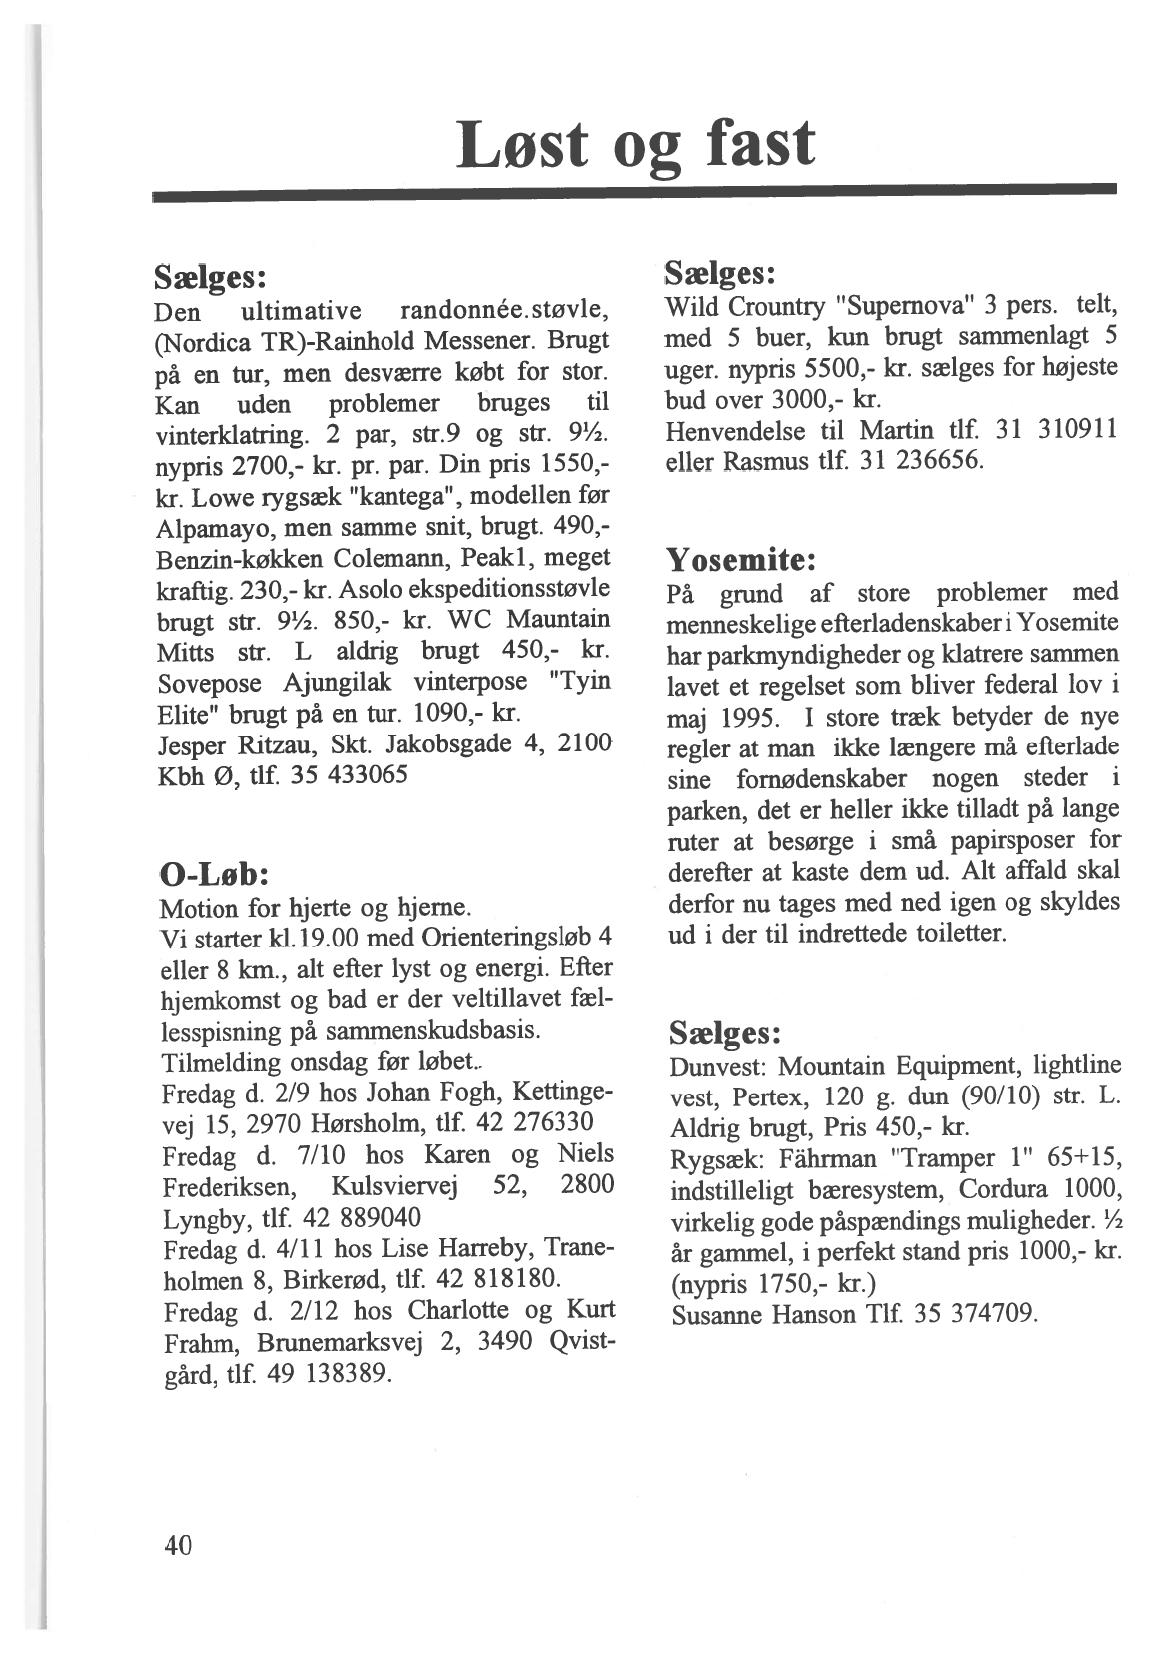 Løst og fast
Sælges:
Den ultimative randonnée.støvle,
(Nordica TR)-Rainhold Messener. Brugt
på en tur, men desværre købt for stor.
Kan uden problemer bruges til
vinterklatring. 2 par, str.9 og str. 9½.
nypris 2700,- kr. pr. par. Din pris 1550,-
kr. Lowe rygsæk "kantega", modellen før
Alpamayo, men samme snit, brugt. 490,-
Benzin-køkken Colemann, Peak1, meget
kraftig. 230,- kr. Asolo ekspeditionsstøvle
brugt str. 9½. 850,- kr. WC Mauntain
Mitts str. L aldrig brugt 450,- kr.
Sovepose Ajungilak vinterpose "Tyin
Elite" brugt på en tur. 1090,- kr.
Jesper Ritzau, Skt. Jakobsgade 4, 2100
Kbh Ø, tlf. 35 433065
O-Løb:
Motion for hjerte og hjerne.
Vi starter kl.19.00 med Orienteringsløb 4
eller 8 km., alt efter lyst og energi. Efter
hjemkomst og bad er der veltillavet fæl-
lesspisning på sammenskudsbasis.
Tilmelding onsdag før løbet..
Fredag d. 2/9 hos Johan Fogh, Kettinge-
vej 15, 2970 Hørsholm, tlf. 42 276330
Fredag d. 7/10 hos Karen og Niels
Frederiksen, Kulsviervej 52, 2800
Lyngby, tlf. 42 889040
Fredag d. 4/11 hos Lise Harreby, Trane-
holmen 8, Birkerød, tlf. 42 818180.
Fredag d. 2/12 hos Charlotte og Kurt
Frahm, Brunemarksvej 2, 3490 Qvist-
gård, tlf. 49 138389.
Sælges:
Wild Crountry "Supernova" 3 pers. telt,
med 5 buer, kun brugt sammenlagt 5
uger. nypris 5500,- kr. sælges for højeste
bud over 3000,- kr.
Henvendelse til Martin tlf. 31 310911
eller Rasmus tlf. 31 236656.
Yosemite:
På grund af store problemer med
menneskelige efterladenskaber i Yosemite
har parkmyndigheder og klatrere sammen
lavet et regelset som bliver federal lov i
maj 1995. I store træk betyder de nye
regler at man ikke længere må efterlade
sine fornødenskaber nogen steder i
parken, det er heller ikke tilladt på lange
ruter at besørge i små papirsposer for
derefter at kaste dem ud. Alt affald skal
derfor nu tages med ned igen og skyldes
ud i der til indrettede toiletter.
Sælges:
Dunvest: Mountain Equipment, lightline
vest, Pertex, 120 g. dun (90/10) str. L.
Aldrig brugt, Pris 450,- kr.
Rygsæk: Fährman "Tramper 1" 65+15,
indstilleligt bæresystem, Cordura 1000,
virkelig gode påspændings muligheder. ½
år gammel, i perfekt stand pris 1000,- kr.
(nypris 1750,- kr.)
Susanne Hanson Tlf. 35 374709.
40